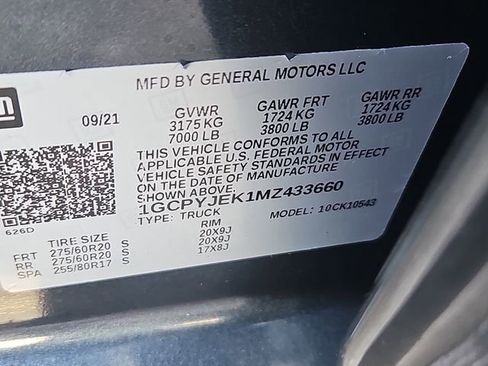 MFD BY GENERAL MOTORS LLC
09/21
GVWR GAWR FRT GAWR RR
3175 KG 1724 KG 1724 KG
7000 LB 3800 LB 3800 LB
THIS VEHICLE CONFORMS TO ALL
APPLICABLE U.S. FEDERAL MOTOR
VEHICLE SAFETY STANDARDS IN EFFECT
ON THE DATE OF MANUFACTURE
SHOWN ABOVE.
1GCPYJEK1MZ433660
TYPE: TRUCK MODEL: 10CK10543
626D
TIRE SIZE RIM
FRT 275/60R20 S 20X9J
RR 275/60R20 S 20X9J
SPA 255/80R17 S 17X8J